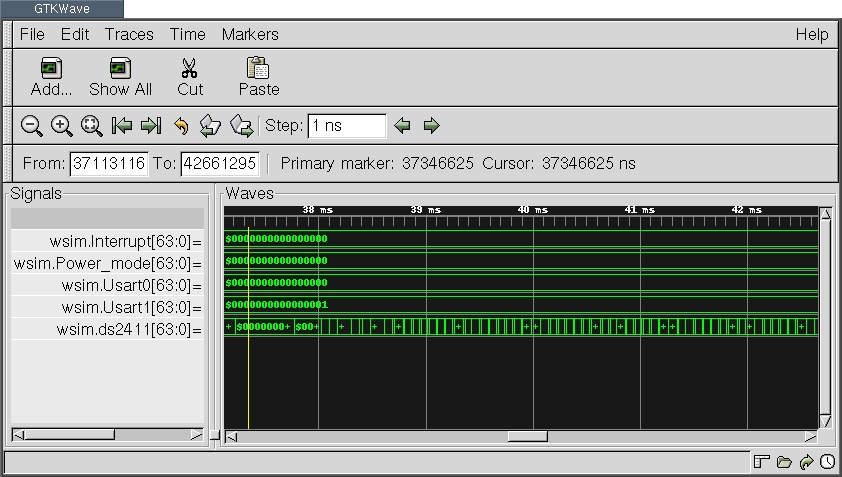 GTKWave
File Edit Traces Time Markers Help
Add... Show All Cut Paste
Step: 1 ns
From: 37113116 To: 42661295 Primary marker: 37346625 Cursor: 37346625 ns
Signals Waves
38 ms 39 ms 40 ms 41 ms 42 ms
wsim.Interrupt[63:0]= $0000000000000000
wsim.Power_mode[63:0]= $0000000000000000
wsim.Usart0[63:0]= $0000000000000000
wsim.Usart1[63:0]= $0000000000000001
wsim.ds2411[63:0]= + $0000000+ $00+ + + + + + + + + + + +